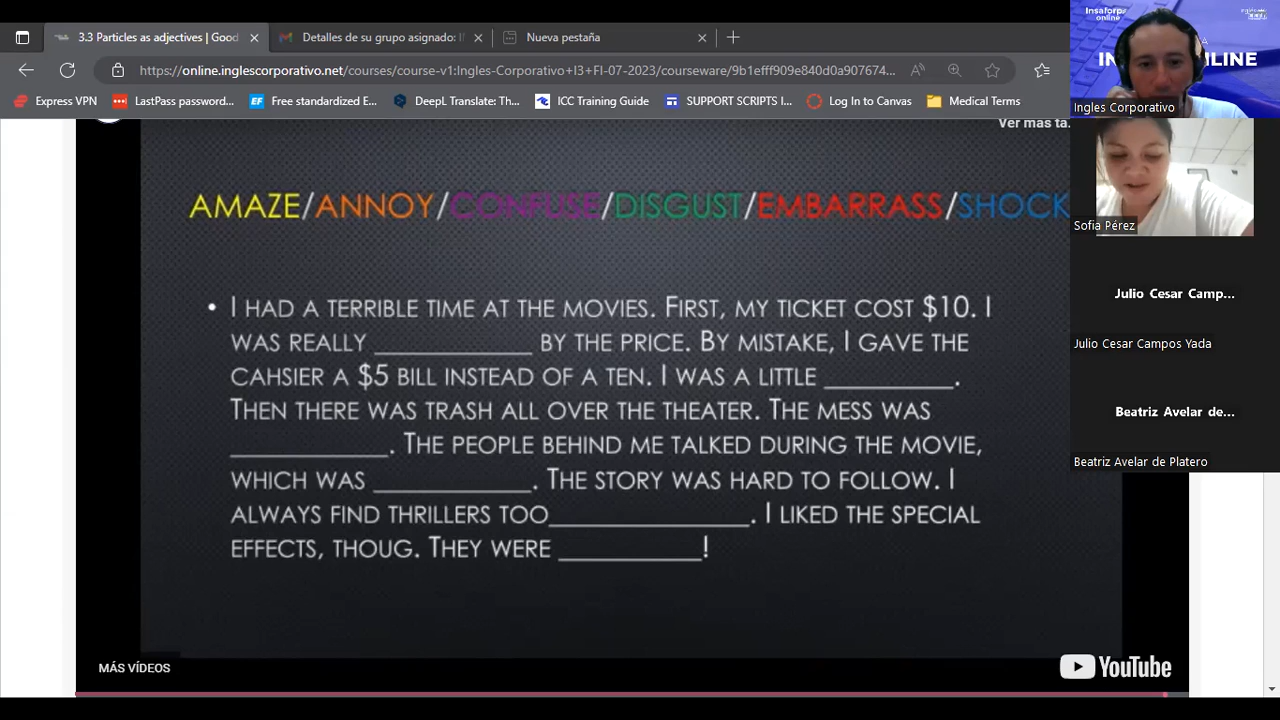 3.3 Particles as adjectives | Good
Detalles de su grupo asignado: I
Nueva pestaña
https://online.inglescorporativo.net/courses/course-v1:Ingles-Corporativo+I3+FI-07-2023/courseware/9b1efff909e840d0a907674...
Express VPN
LastPass password...
Free standardized E...
DeepL Translate: Th...
ICC Training Guide
SUPPORT SCRIPTS I...
Log In to Canvas
Medical Terms
Ver más ta.
AMAZE/ANNOY/CONFUSE/DISGUST/EMBARRASS/SHOCK
• I HAD A TERRIBLE TIME AT THE MOVIES. FIRST, MY TICKET COST $10. I
WAS REALLY ____________ BY THE PRICE. BY MISTAKE, I GAVE THE
CAHSIER A $5 BILL INSTEAD OF A TEN. I WAS A LITTLE __________.
THEN THERE WAS TRASH ALL OVER THE THEATER. THE MESS WAS
____________. THE PEOPLE BEHIND ME TALKED DURING THE MOVIE,
WHICH WAS ____________. THE STORY WAS HARD TO FOLLOW. I
ALWAYS FIND THRILLERS TOO_______________. I LIKED THE SPECIAL
EFFECTS, THOUG. THEY WERE ___________!
MÁS VÍDEOS
YouTube
Insaforp
online
IN
NLINE
Ingles Corporativo
Sofia Pérez
Julio Cesar Camp...
Julio Cesar Campos Yada
Beatriz Avelar de...
Beatriz Avelar de Platero